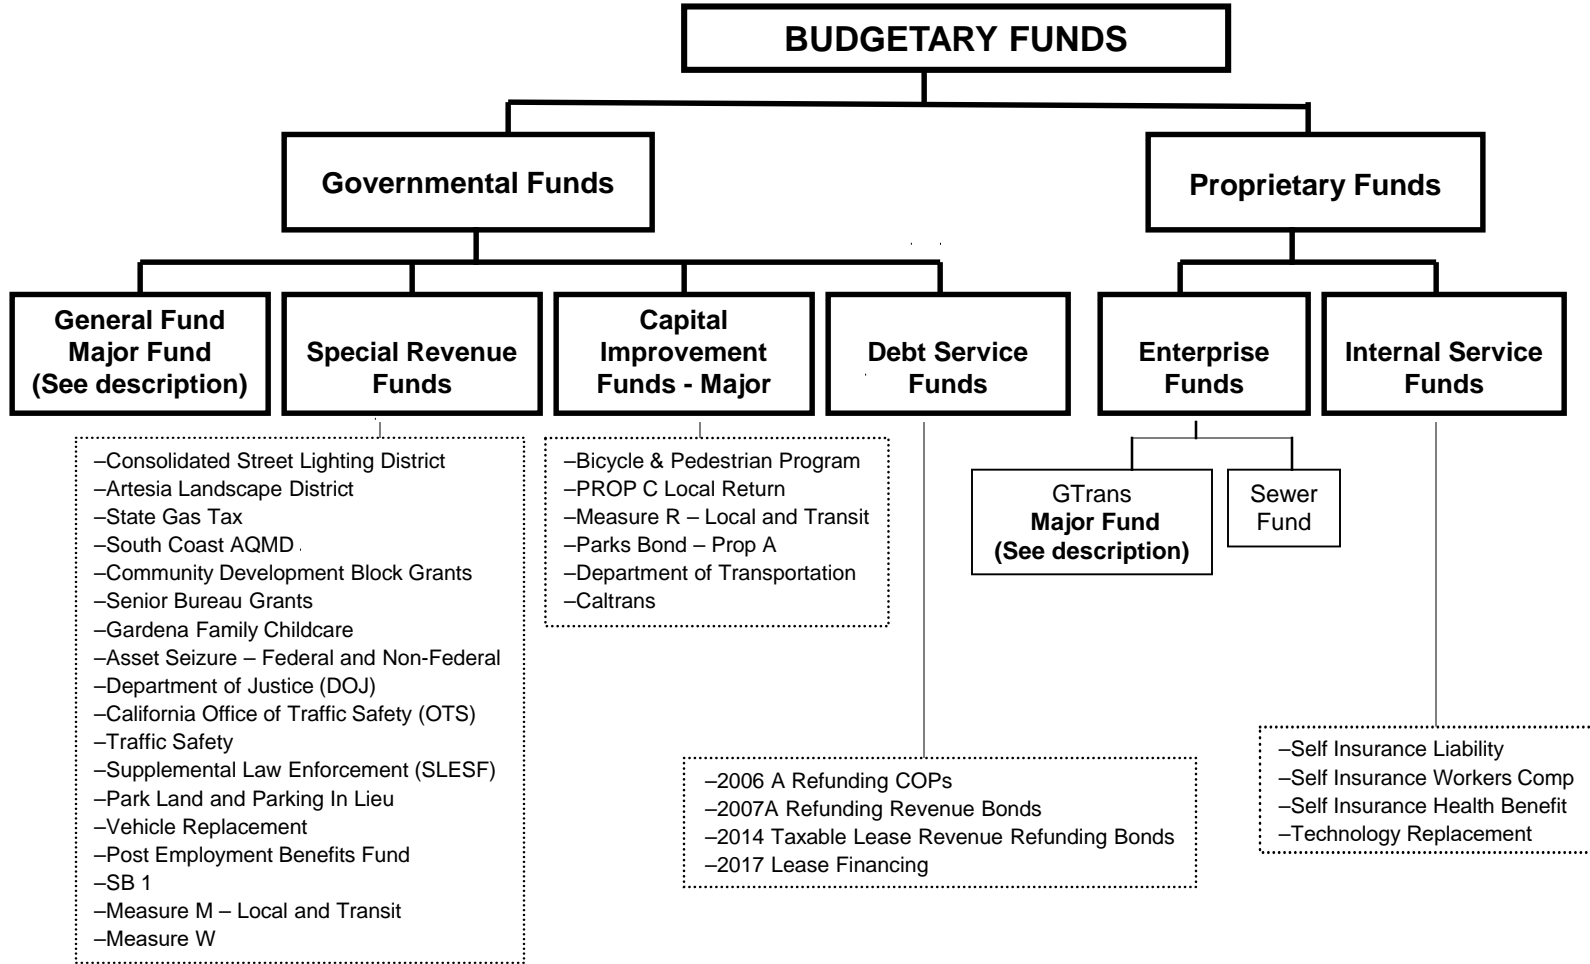 BUDGETARY FUNDS
Governmental Funds
Proprietary Funds
General Fund
Major Fund
(See description)
Special Revenue
Funds
Capital
Improvement
Funds - Major
Debt Service
Funds
Enterprise
Funds
Internal Service
Funds
–Consolidated Street Lighting District
–Artesia Landscape District
–State Gas Tax
–South Coast AQMD
–Community Development Block Grants
–Senior Bureau Grants
–Gardena Family Childcare
–Asset Seizure – Federal and Non-Federal
–Department of Justice (DOJ)
–California Office of Traffic Safety (OTS)
–Traffic Safety
–Supplemental Law Enforcement (SLESF)
–Park Land and Parking In Lieu
–Vehicle Replacement
–Post Employment Benefits Fund
–SB 1
–Measure M – Local and Transit
–Measure W
–Bicycle & Pedestrian Program
–PROP C Local Return
–Measure R – Local and Transit
–Parks Bond – Prop A
–Department of Transportation
–Caltrans
–2006 A Refunding COPs
–2007A Refunding Revenue Bonds
–2014 Taxable Lease Revenue Refunding Bonds
–2017 Lease Financing
GTrans
Major Fund
(See description)
Sewer
Fund
–Self Insurance Liability
–Self Insurance Workers Comp
–Self Insurance Health Benefit
–Technology Replacement